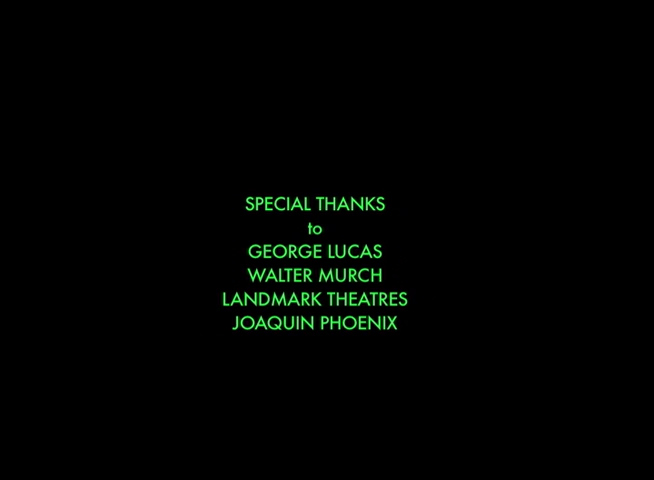 SPECIAL THANKS
to
GEORGE LUCAS
WALTER MURCH
LANDMARK THEATRES
JOAQUIN PHOENIX